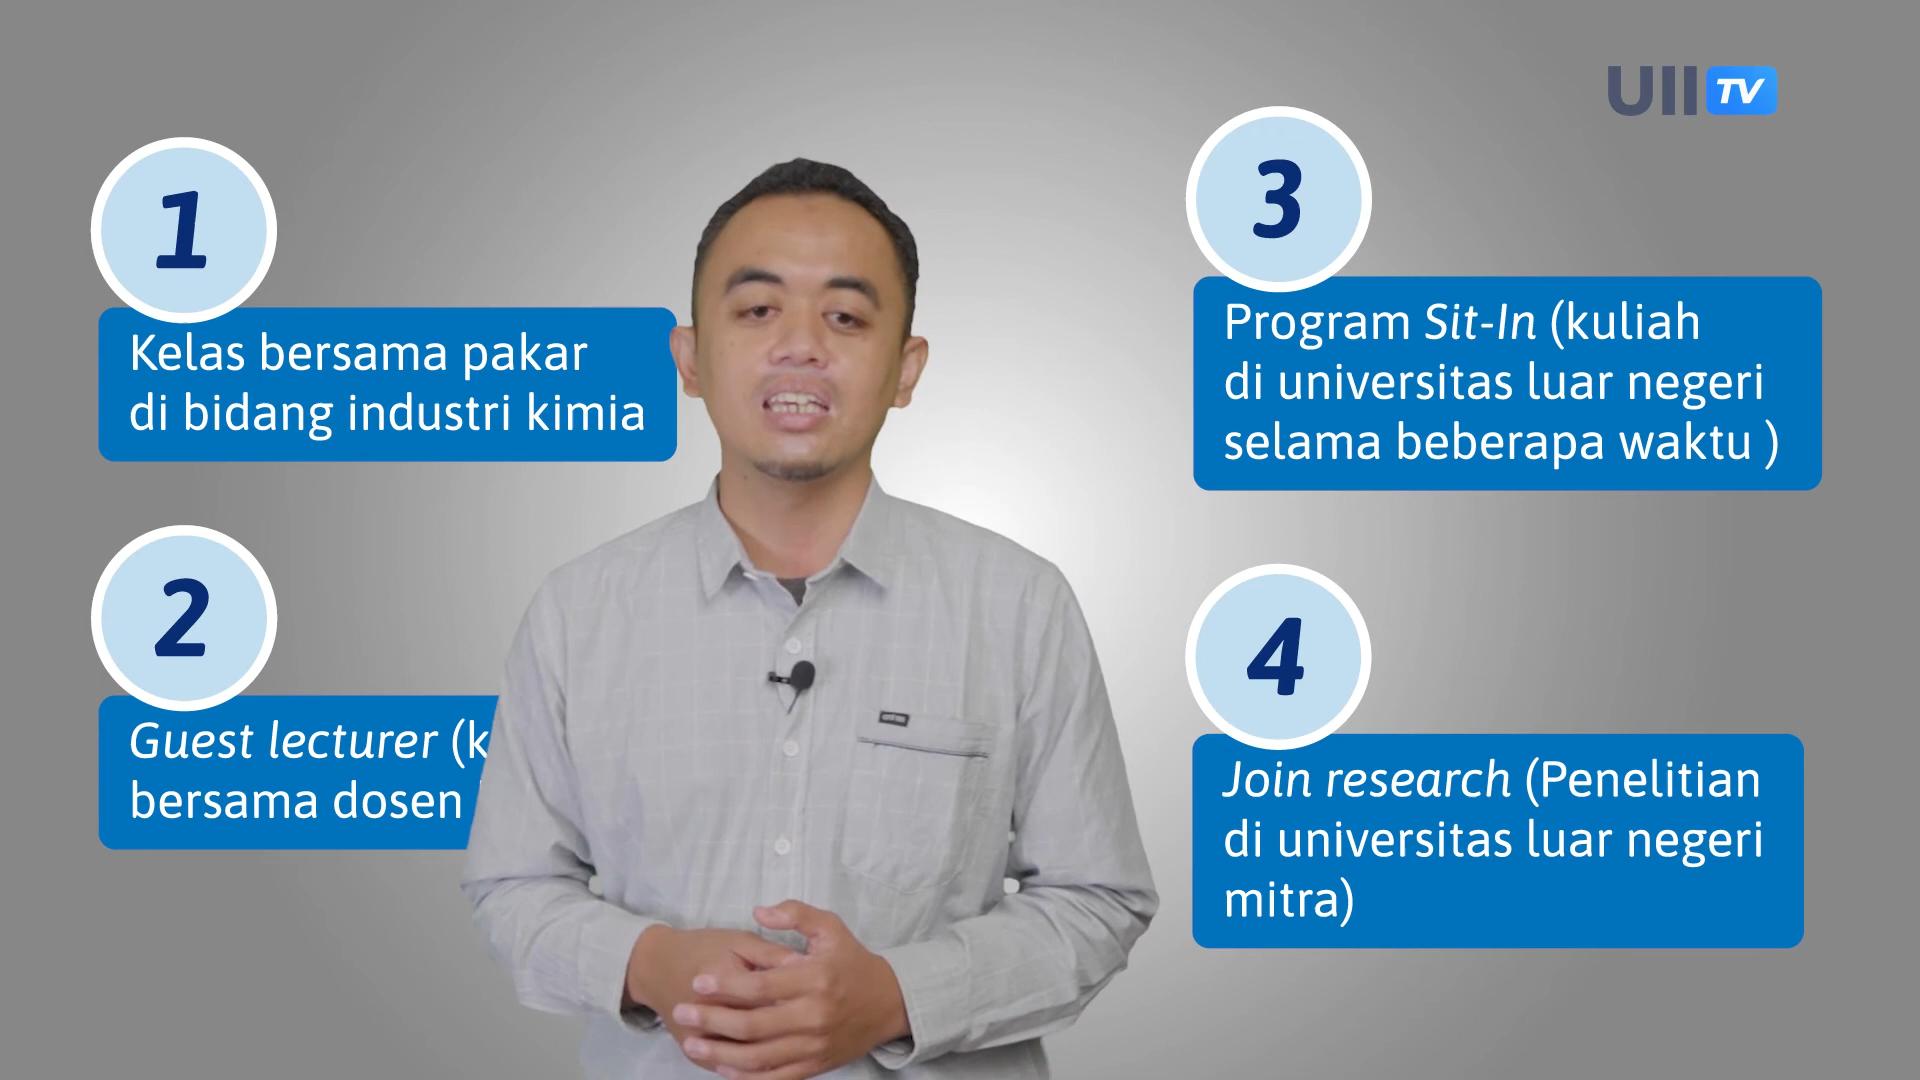 UII TV
1
Kelas bersama pakar
di bidang industri kimia
2
Guest lecturer (k
bersama dosen
3
Program Sit-In (kuliah
di universitas luar negeri
selama beberapa waktu )
4
Join research (Penelitian
di universitas luar negeri
mitra)